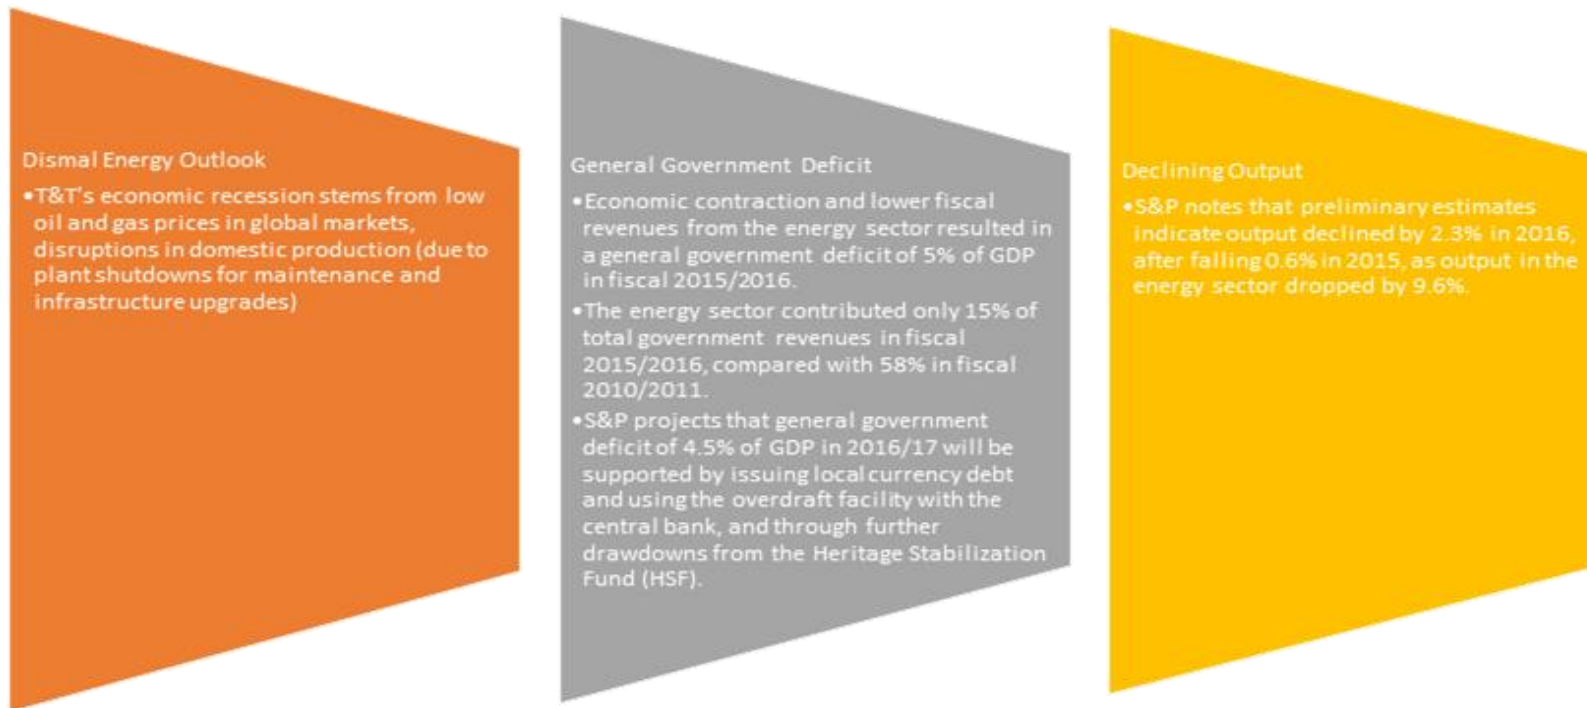 Dismal Energy Outlook
•T&T's economic recession stems from low
oil and gas prices in global markets,
disruptions in domestic production (due to
plant shutdowns for maintenance and
infrastructure upgrades)
General Government Deficit
•Economic contraction and lower fiscal
revenues from the energy sector resulted in
a general government deficit of 5% of GDP
in fiscal 2015/2016.
•The energy sector contributed only 15% of
total government revenues in fiscal
2015/2016, compared with 58% in fiscal
2010/2011.
•S&P projects that general government
deficit of 4.5% of GDP in 2016/17 will be
supported by issuing local currency debt
and using the overdraft facility with the
central bank, and through further
drawdowns from the Heritage Stabilization
Fund (HSF).
Declining Output
•S&P notes that preliminary estimates
indicate output declined by 2.3% in 2016,
after falling 0.6% in 2015, as output in the
energy sector dropped by 9.6%.